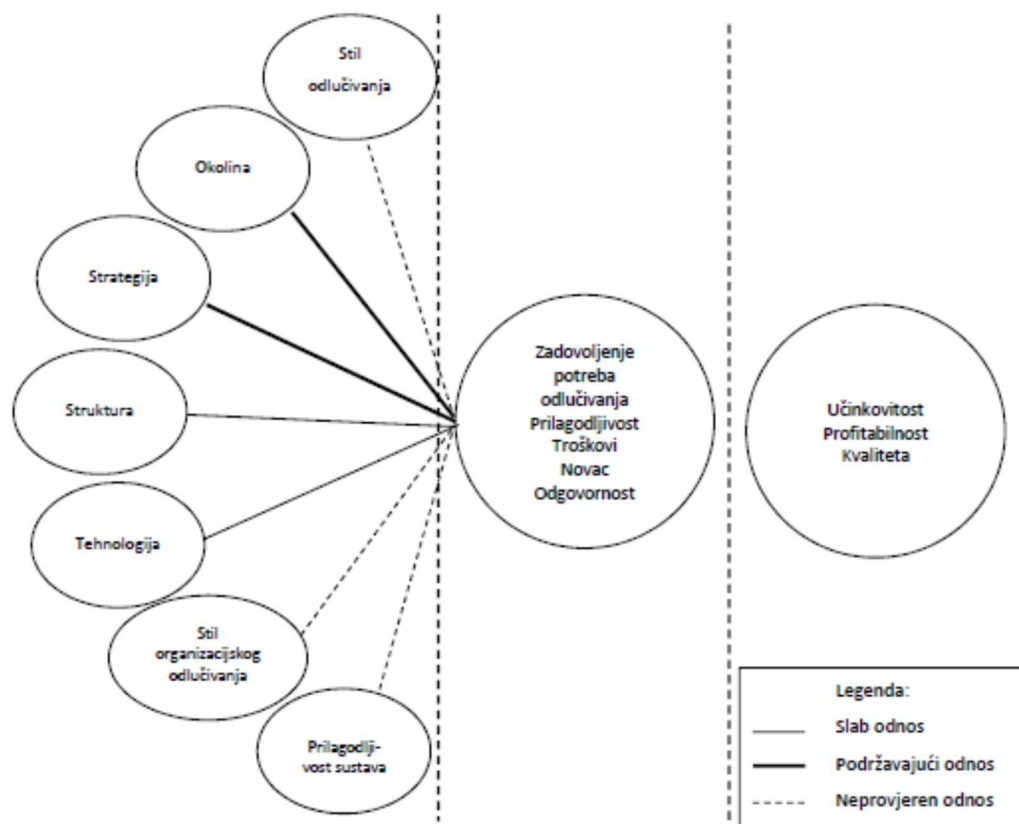 Stil
odlučivanja
Okolina
Strategija
Struktura
Tehnologija
Stil
organizacijskog
odlučivanja
Prilagodlji-
vost sustava
Zadovoljenje
potreba
odlučivanja
Prilagodljivost
Troškovi
Novac
Odgovornost
Učinkovitost
Profitabilnost
Kvaliteta
Legenda:
Slab odnos
Podržavajući odnos
Neprovjeren odnos